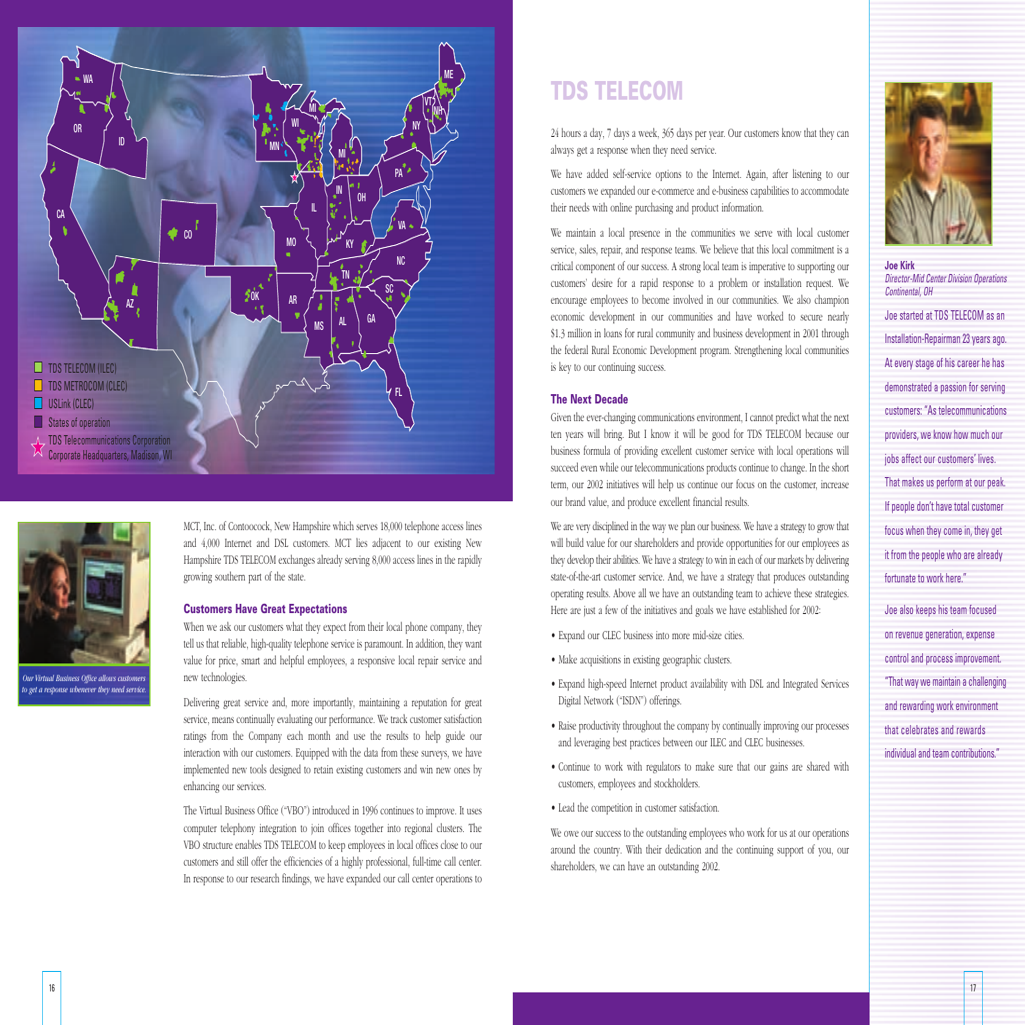 WA
OR
ID
CA
CO
AZ
OK
MN
WI
MI
MI
IL
IN
OH
MO
KY
TN
AR
MS
AL
GA
SC
NC
VA
PA
NY
VT
NH
ME
FL
TDS TELECOM (ILEC)
TDS METROCOM (CLEC)
USLink (CLEC)
States of operation
TDS Telecommunications Corporation
Corporate Headquarters, Madison, WI
Our Virtual Business Office allows customers
to get a response whenever they need service.
MCT, Inc. of Contoocock, New Hampshire which serves 18,000 telephone access lines
and 4,000 Internet and DSL customers. MCT lies adjacent to our existing New
Hampshire TDS TELECOM exchanges already serving 8,000 access lines in the rapidly
growing southern part of the state.
Customers Have Great Expectations
When we ask our customers what they expect from their local phone company, they
tell us that reliable, high-quality telephone service is paramount. In addition, they want
value for price, smart and helpful employees, a responsive local repair service and
new technologies.
Delivering great service and, more importantly, maintaining a reputation for great
service, means continually evaluating our performance. We track customer satisfaction
ratings from the Company each month and use the results to help guide our
interaction with our customers. Equipped with the data from these surveys, we have
implemented new tools designed to retain existing customers and win new ones by
enhancing our services.
The Virtual Business Office ("VBO") introduced in 1996 continues to improve. It uses
computer telephony integration to join offices together into regional clusters. The
VBO structure enables TDS TELECOM to keep employees in local offices close to our
customers and still offer the efficiencies of a highly professional, full-time call center.
In response to our research findings, we have expanded our call center operations to
16
TDS TELECOM
24 hours a day, 7 days a week, 365 days per year. Our customers know that they can
always get a response when they need service.
We have added self-service options to the Internet. Again, after listening to our
customers we expanded our e-commerce and e-business capabilities to accommodate
their needs with online purchasing and product information.
We maintain a local presence in the communities we serve with local customer
service, sales, repair, and response teams. We believe that this local commitment is a
critical component of our success. A strong local team is imperative to supporting our
customers' desire for a rapid response to a problem or installation request. We
encourage employees to become involved in our communities. We also champion
economic development in our communities and have worked to secure nearly
$1.3 million in loans for rural community and business development in 2001 through
the federal Rural Economic Development program. Strengthening local communities
is key to our continuing success.
The Next Decade
Given the ever-changing communications environment, I cannot predict what the next
ten years will bring. But I know it will be good for TDS TELECOM because our
business formula of providing excellent customer service with local operations will
succeed even while our telecommunications products continue to change. In the short
term, our 2002 initiatives will help us continue our focus on the customer, increase
our brand value, and produce excellent financial results.
We are very disciplined in the way we plan our business. We have a strategy to grow that
will build value for our shareholders and provide opportunities for our employees as
they develop their abilities. We have a strategy to win in each of our markets by delivering
state-of-the-art customer service. And, we have a strategy that produces outstanding
operating results. Above all we have an outstanding team to achieve these strategies.
Here are just a few of the initiatives and goals we have established for 2002:
• Expand our CLEC business into more mid-size cities.
• Make acquisitions in existing geographic clusters.
• Expand high-speed Internet product availability with DSL and Integrated Services
Digital Network ("ISDN") offerings.
• Raise productivity throughout the company by continually improving our processes
and leveraging best practices between our ILEC and CLEC businesses.
• Continue to work with regulators to make sure that our gains are shared with
customers, employees and stockholders.
• Lead the competition in customer satisfaction.
We owe our success to the outstanding employees who work for us at our operations
around the country. With their dedication and the continuing support of you, our
shareholders, we can have an outstanding 2002.
Joe Kirk
Director-Mid Center Division Operations
Continental, OH
Joe started at TDS TELECOM as an
Installation-Repairman 23 years ago.
At every stage of his career he has
demonstrated a passion for serving
customers: "As telecommunications
providers, we know how much our
jobs affect our customers' lives.
That makes us perform at our peak.
If people don't have total customer
focus when they come in, they get
it from the people who are already
fortunate to work here."
Joe also keeps his team focused
on revenue generation, expense
control and process improvement.
"That way we maintain a challenging
and rewarding work environment
that celebrates and rewards
individual and team contributions."
17